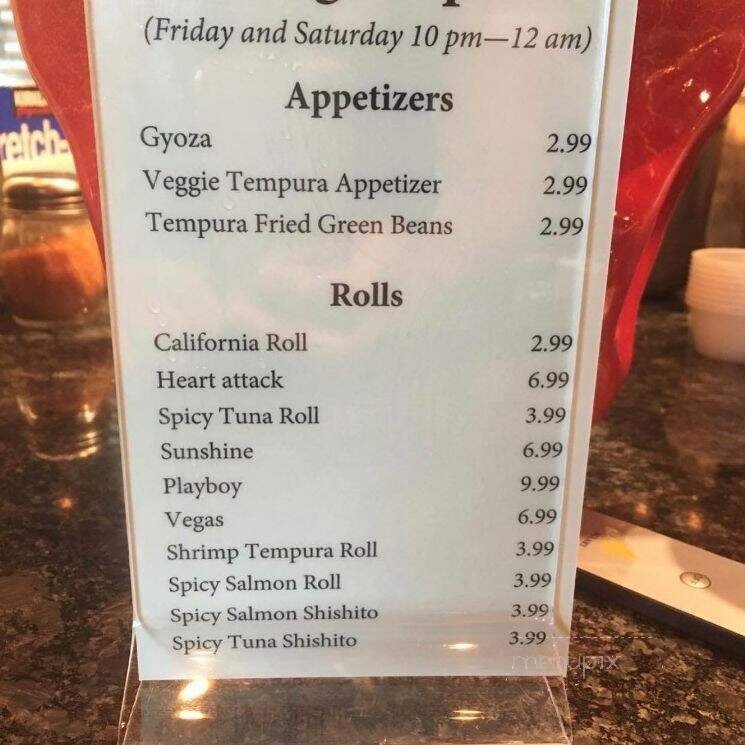 (Friday and Saturday 10 pm—12 am)
Appetizers
Gyoza 2.99
Veggie Tempura Appetizer 2.99
Tempura Fried Green Beans 2.99
Rolls
California Roll 2.99
Heart attack 6.99
Spicy Tuna Roll 3.99
Sunshine 6.99
Playboy 9.99
Vegas 6.99
Shrimp Tempura Roll 3.99
Spicy Salmon Roll 3.99
Spicy Salmon Shishito 3.99
Spicy Tuna Shishito 3.99
menupix